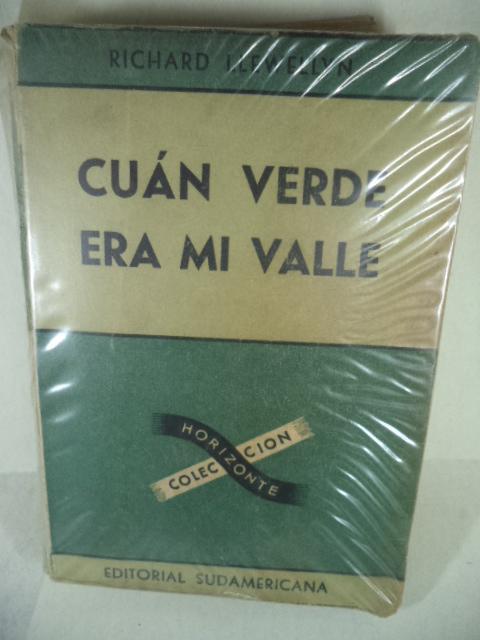 RICHARD LLEWELLYN
CUÁN VERDE
ERA MI VALLE
COLECCION
HORIZONTE
EDITORIAL SUDAMERICANA